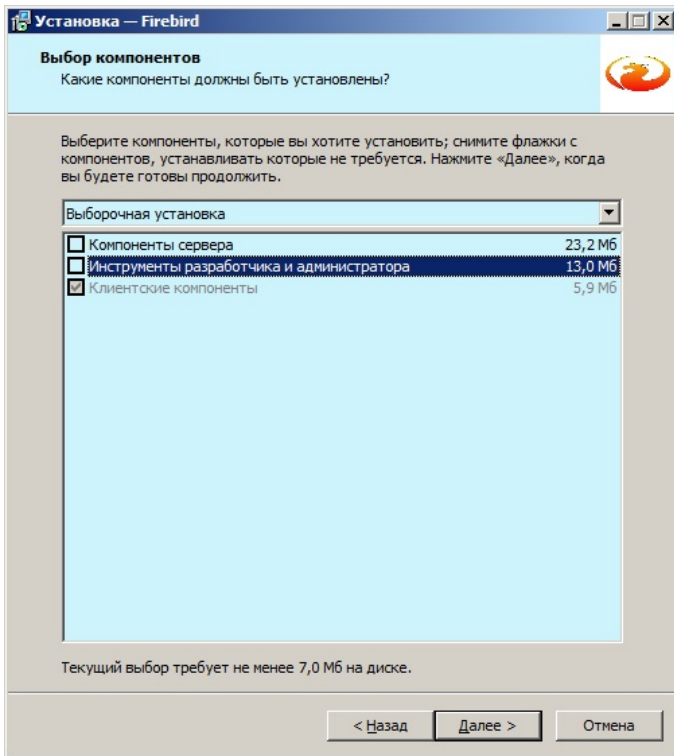 Установка — Firebird
Выбор компонентов
Какие компоненты должны быть установлены?
Выберите компоненты, которые вы хотите установить; снимите флажки с
компонентов, устанавливать которые не требуется. Нажмите «Далее», когда
вы будете готовы продолжить.
Выборочная установка
Компоненты сервера 23,2 Мб
Инструменты разработчика и администратора 13,0 Мб
Клиентские компоненты 5,9 Мб
Текущий выбор требует не менее 7,0 Мб на диске.
< Назад Далее > Отмена